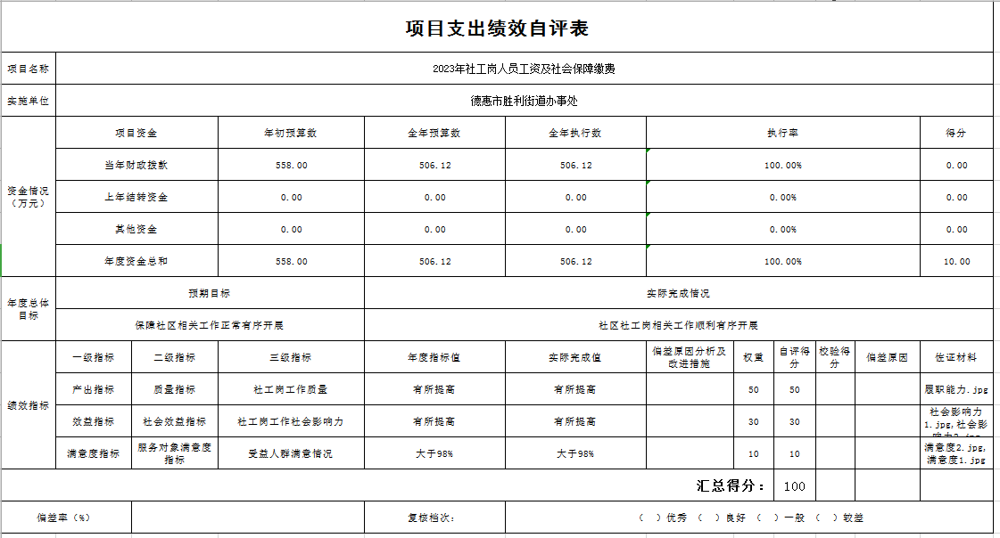 项目支出绩效自评表
项目名称 2023年社工岗人员工资及社会保障缴费
实施单位 德惠市胜利街道办事处
资金情况
（万元）
项目资金 年初预算数 全年预算数 全年执行数 执行率 得分
当年财政拨款 558.00 506.12 506.12 100.00% 0.00
上年结转资金 0.00 0.00 0.00 0.00% 0.00
其他资金 0.00 0.00 0.00 0.00% 0.00
年度资金总和 558.00 506.12 506.12 100.00% 10.00
年度总体
目标
预期目标 实际完成情况
保障社区相关工作正常有序开展 社区社工岗相关工作顺利有序开展
绩效指标
一级指标 二级指标 三级指标 年度指标值 实际完成值 偏差原因分析及
改进措施 权重 自评得
分 校验得
分 偏差原因 佐证材料
产出指标 质量指标 社工岗工作质量 有所提高 有所提高 50 50 履职能力.jpg
效益指标 社会效益指标 社工岗工作社会影响力 有所提高 有所提高 30 30 社会影响力
1.jpg,社会影
响力2.jpg
满意度指标 服务对象满意度
指标 受益人群满意情况 大于98% 大于98% 10 10 满意度2.jpg,
满意度1.jpg
汇总得分： 100
偏差率（%） 复核档次： （ ）优秀 （ ）良好 （ ）一般 （ ）较差